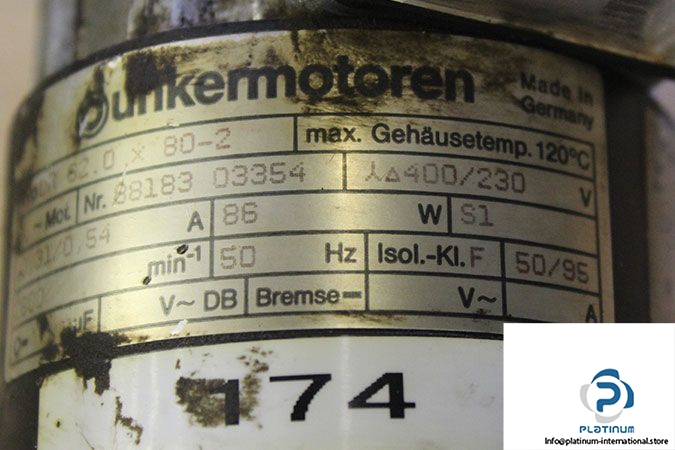 Dunkermotoren
Made in
Germany
62.0 x 80-2 max. Gehäusetemp. 120°C
~ Mot. Nr. 88183 03354 ⅄△400/230 V
31/0,54 A 86 W S1
min-1 50 Hz Isol.-Kl. F 50/95
µF V~ DB Bremse V~ A
174
PLATINUM
INTERNATIONAL
Info@platinum-international.store